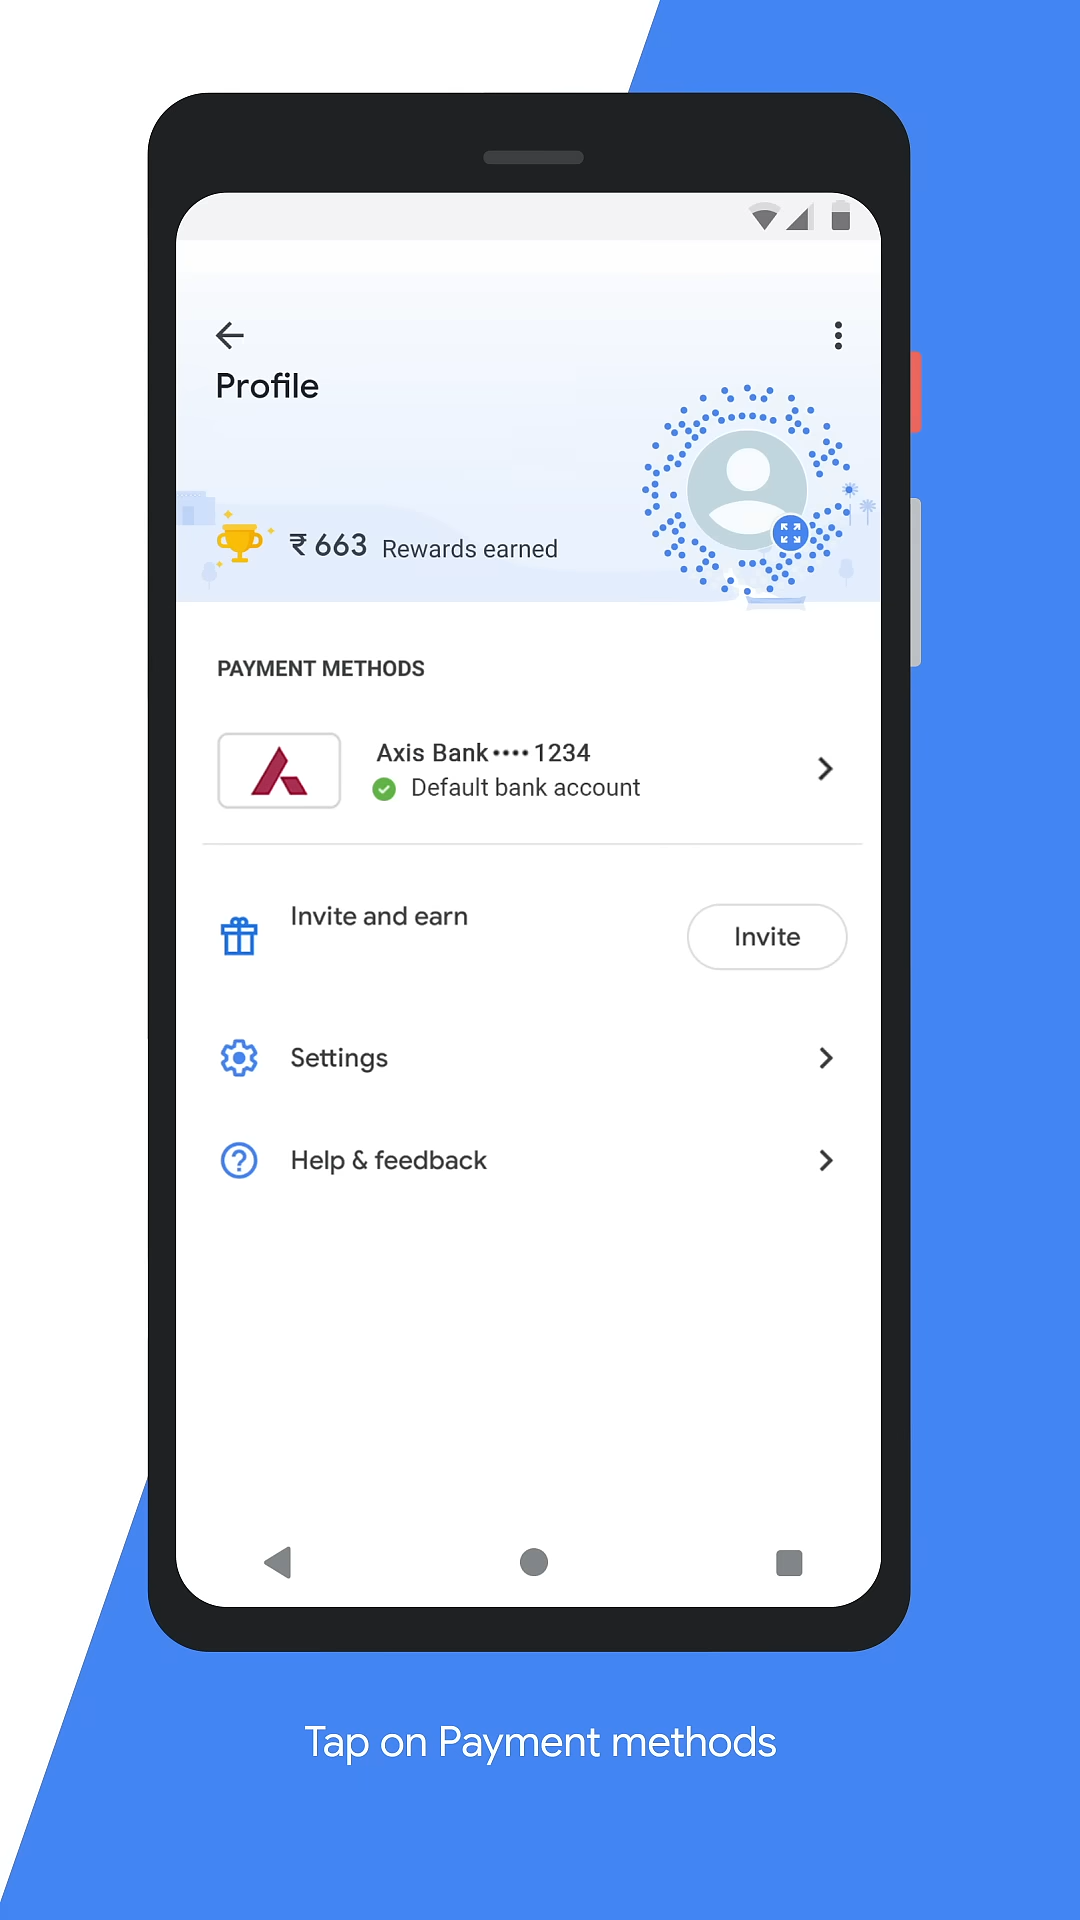 Profile
₹ 663 Rewards earned
PAYMENT METHODS
Axis Bank •••• 1234
Default bank account
Invite and earn
Invite
Settings
Help & feedback
Tap on Payment methods